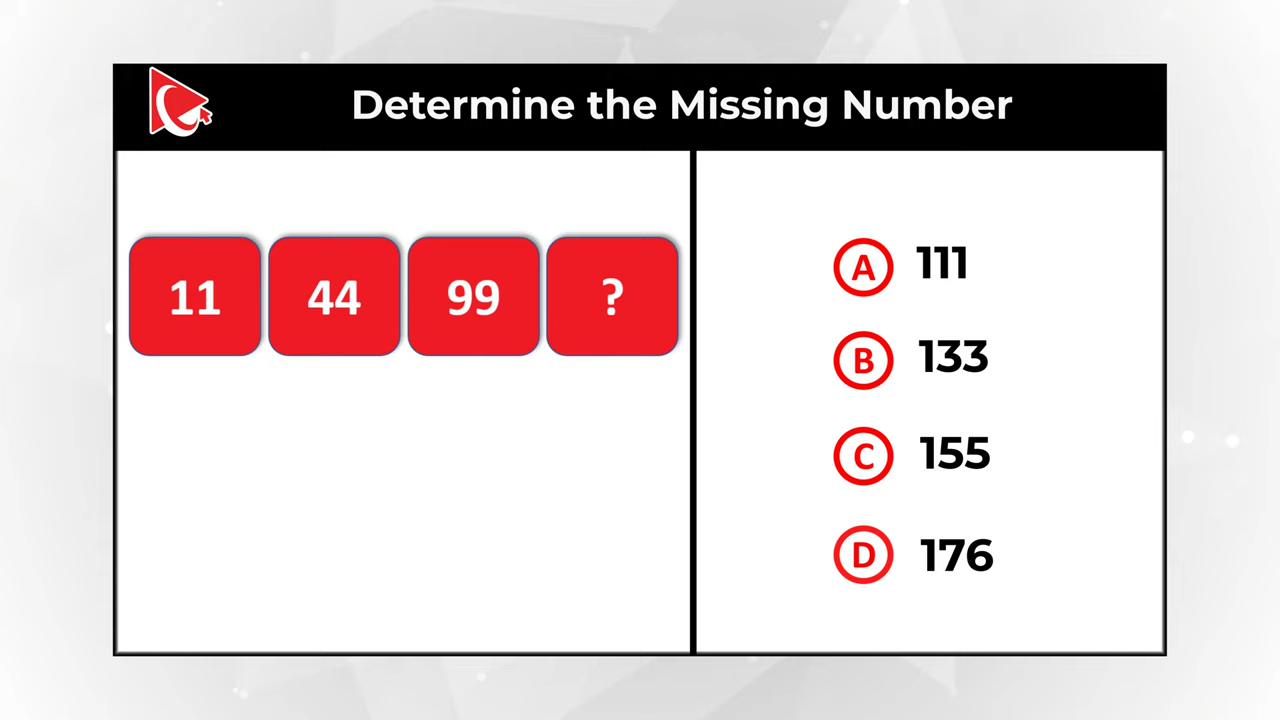 Determine the Missing Number
11 44 99 ?
A 111
B 133
C 155
D 176